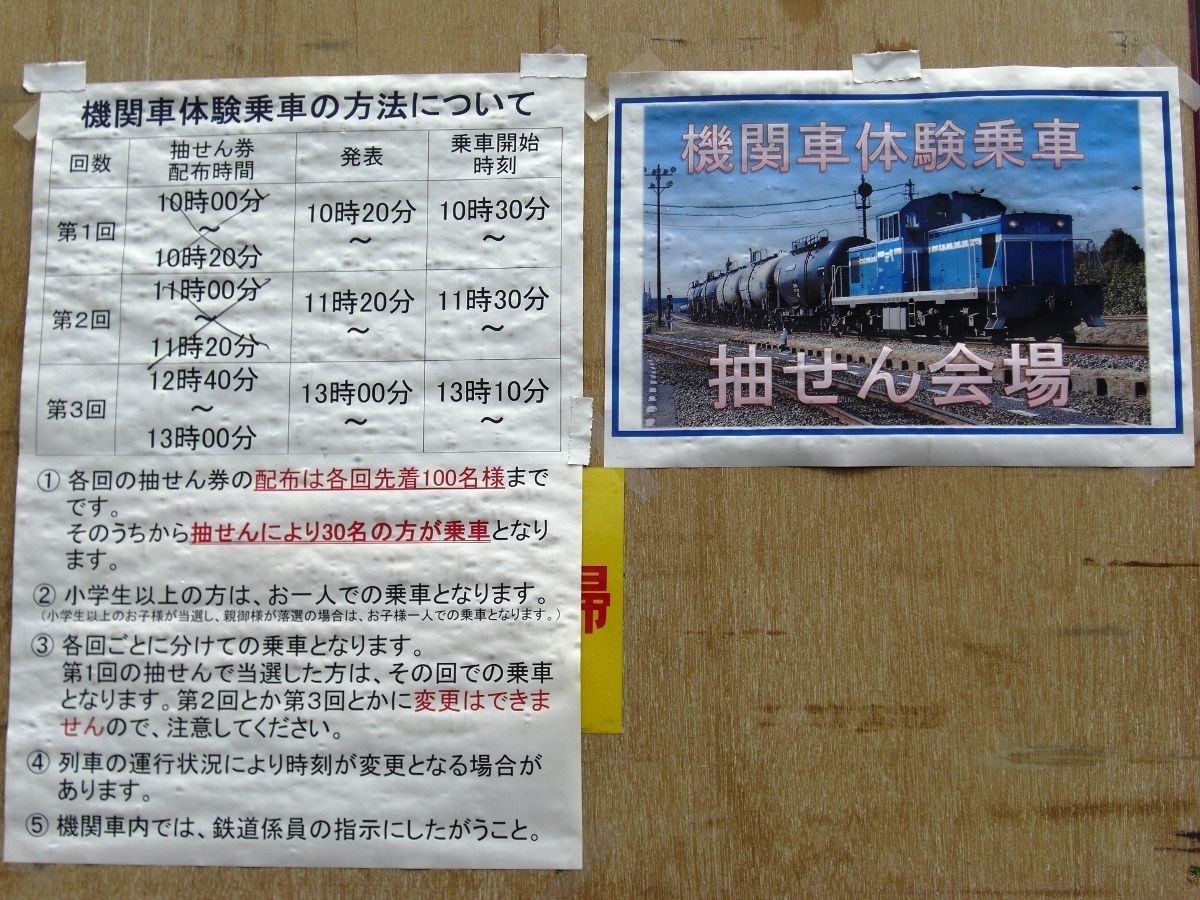 機関車体験乗車の方法について
回数 抽せん券配布時間 発表 乗車開始時刻
第1回 10時00分～10時20分 10時20分～ 10時30分～
第2回 11時00分～11時20分 11時20分～ 11時30分～
第3回 12時40分～13時00分 13時00分～ 13時10分～
① 各回の抽せん券の配布は各回先着100名様まで
です。
そのうちから抽せんにより30名の方が乗車となり
ます。
② 小学生以上の方は、お一人での乗車となります。
（小学生以上のお子様が当選し、親御様が落選の場合は、お子様一人での乗車となります。）
③ 各回ごとに分けての乗車となります。
第1回の抽せんで当選した方は、その回での乗車
となります。第2回とか第3回とかに変更はできま
せんので、注意してください。
④ 列車の運行状況により時刻が変更となる場合が
あります。
⑤ 機関車内では、鉄道係員の指示にしたがうこと。
機関車体験乗車
抽せん会場